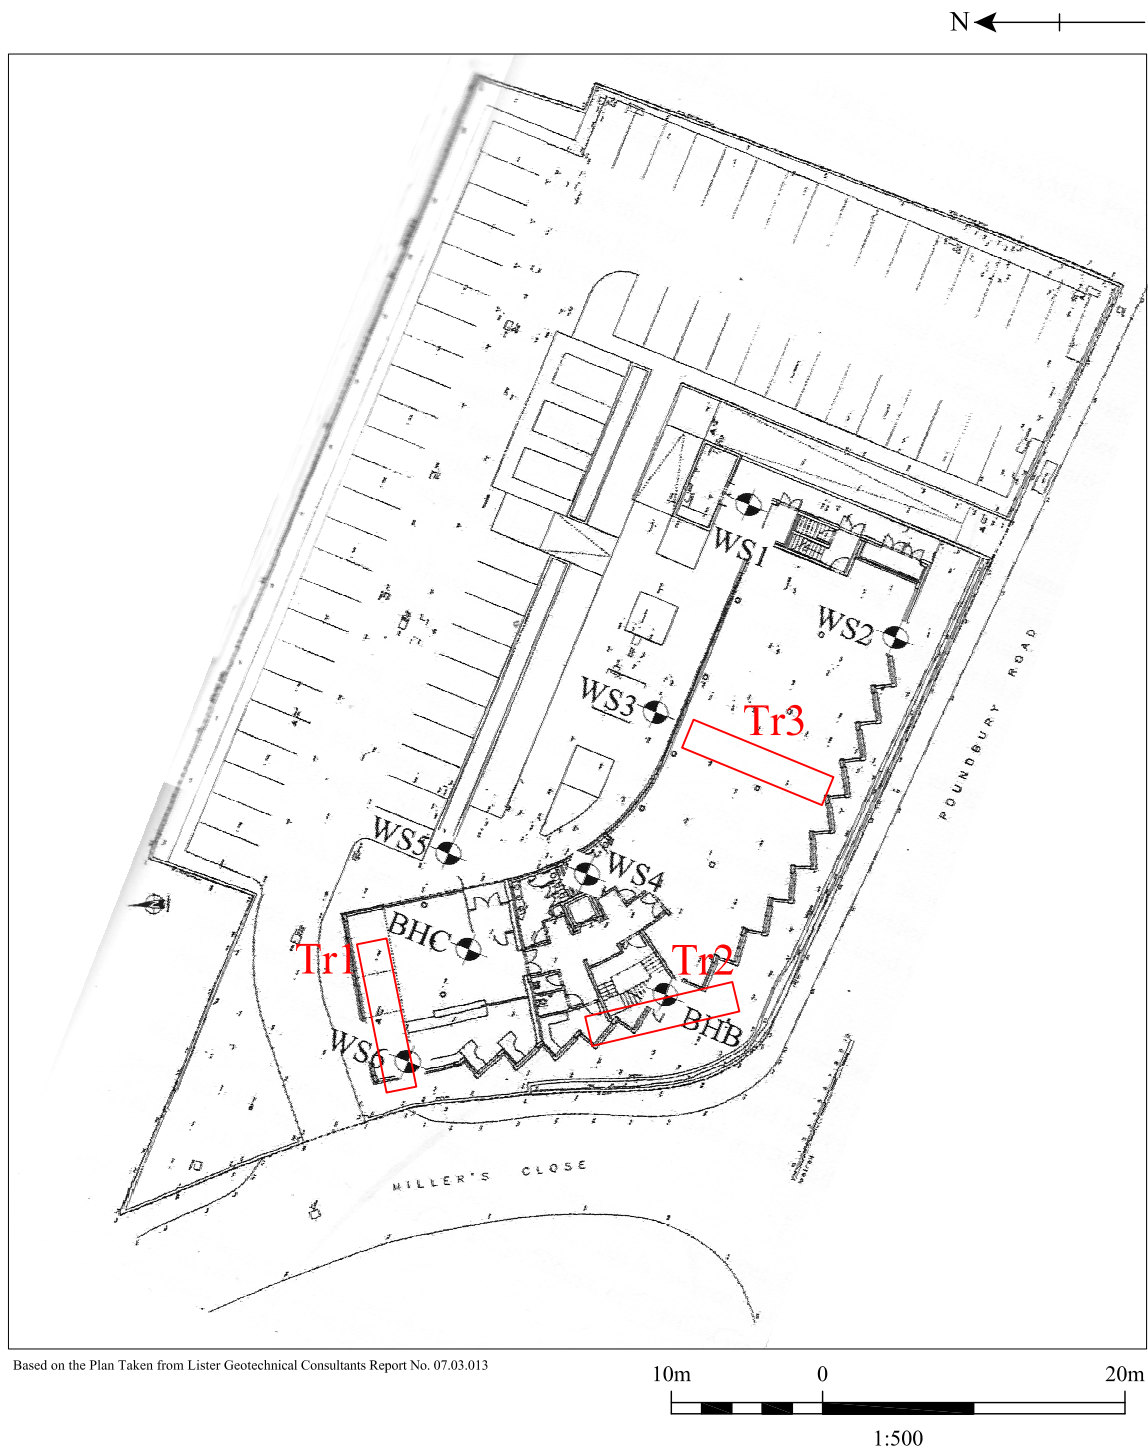 N
WS1
WS2
POUNDBURY ROAD
WS3
Tr3
WS5
WS4
BHC
Tr1
Tr2
BHB
WS6
MILLER'S CLOSE
Based on the Plan Taken from Lister Geotechnical Consultants Report No. 07.03.013
10m 0 20m
1:500